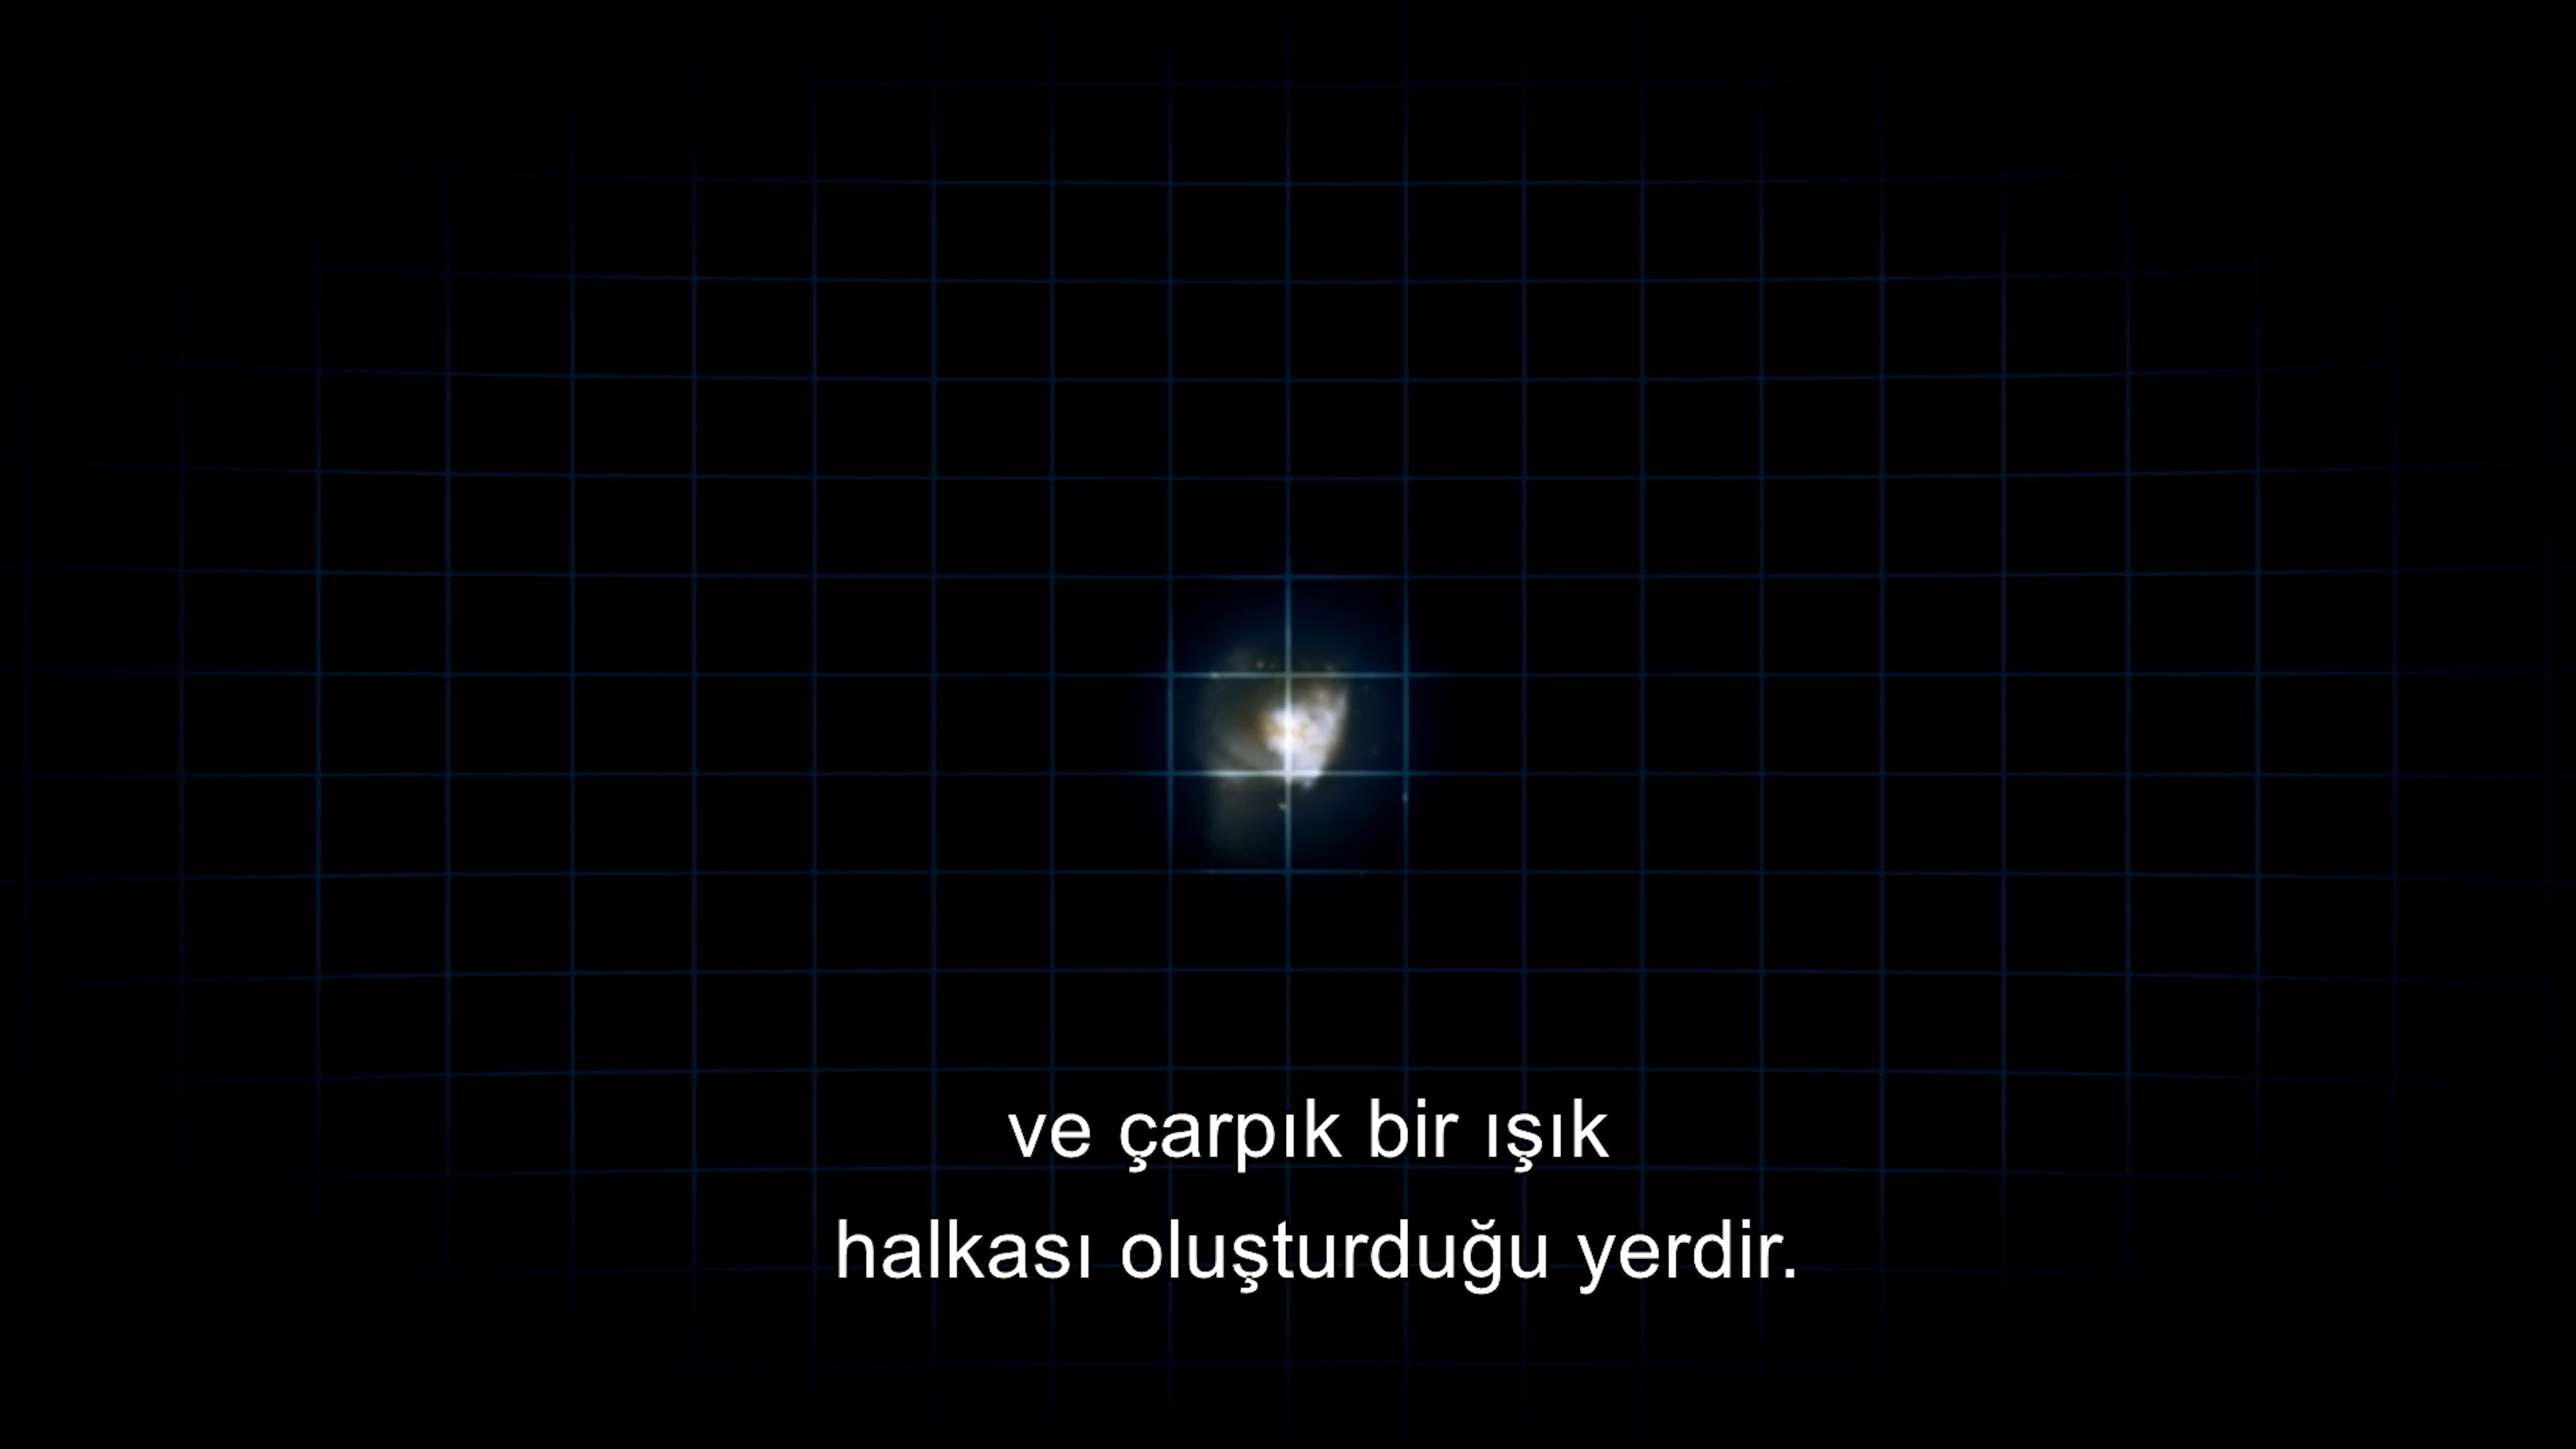 ve çarpık bir ışık
halkası oluşturduğu yerdir.